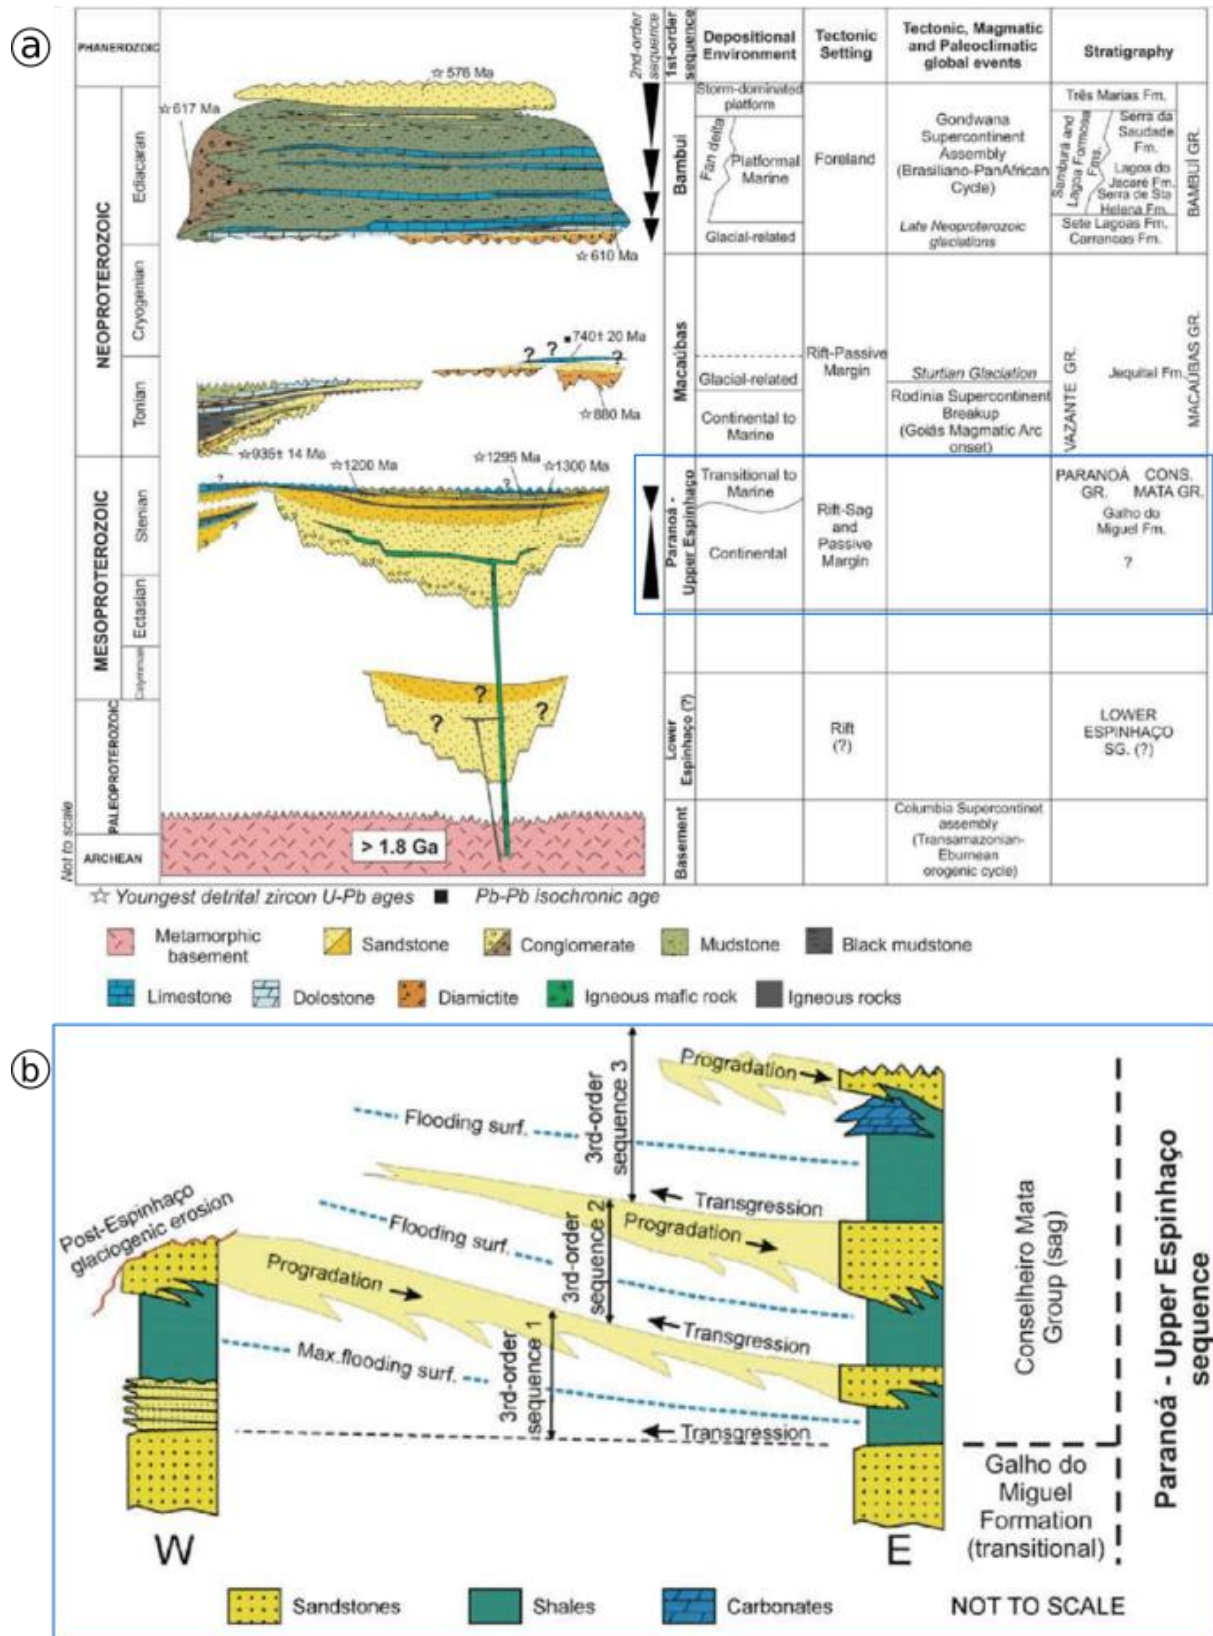 a
PHANEROZOIC
NEOPROTEROZOIC
Ediacaran
Cryogenian
Tonian
MESOPROTEROZOIC
Stenian
Ectasian
Calymmian
PALEOPROTEROZOIC
ARCHEAN
Not to scale
☆ 576 Ma
☆ 617 Ma
☆ 610 Ma
■ 740± 20 Ma
? ? ?
☆ 880 Ma
☆ 935± 14 Ma
☆ 1200 Ma
☆ 1295 Ma
☆ 1300 Ma
?
?
?
?
? ? ?
> 1.8 Ga
2nd-order
sequence
1st-order
sequence
Depositional
Environment
Tectonic
Setting
Tectonic, Magmatic
and Paleoclimatic
global events
Stratigraphy
Bambuí
Storm-dominated
platform
Fan delta
Platformal
Marine
Glacial-related
Foreland
Gondwana
Supercontinent
Assembly
(Brasiliano-PanAfrican
Cycle)
Late Neoproterozoic
glaciations
Três Marias Fm.
Samburá and
Lagoa Formosa
Fms.
Serra da
Saudade
Fm.
Lagoa do
Jacaré Fm.
Serra de Sta
Helena Fm.
Sete Lagoas Fm.
Carrancas Fm.
BAMBUÍ GR.
Macaúbas
Glacial-related
Continental to
Marine
Rift-Passive
Margin
Sturtian Glaciation
Rodinia Supercontinent
Breakup
(Goiás Magmatic Arc
onset)
VAZANTE GR.
Jequitaí Fm.
MACAÚBAS GR.
Paranoá -
Upper Espinhaço
Transitional to
Marine
Continental
Rift-Sag
and
Passive
Margin
PARANOÁ
GR.
CONS.
MATA GR.
Galho do
Miguel Fm.
?
Lower
Espinhaço (?)
Rift
(?)
LOWER
ESPINHAÇO
SG. (?)
Basement
Columbia Supercontinet
assembly
(Transamazonian-
Eburnean
orogenic cycle)
☆ Youngest detrital zircon U-Pb ages ■ Pb-Pb isochronic age
Metamorphic
basement
Sandstone
Conglomerate
Mudstone
Black mudstone
Limestone
Dolostone
Diamictite
Igneous mafic rock
Igneous rocks
b
Progradation
3rd-order
sequence 3
Flooding surf.
Transgression
Post-Espinhaço
glaciogenic erosion
Flooding surf.
3rd-order
sequence 2
Progradation
Progradation
Transgression
Max.flooding surf.
3rd-order
sequence 1
Transgression
Conselheiro Mata
Group (sag)
Paranoá - Upper Espinhaço
sequence
Galho do
Miguel
Formation
(transitional)
W
E
Sandstones
Shales
Carbonates
NOT TO SCALE